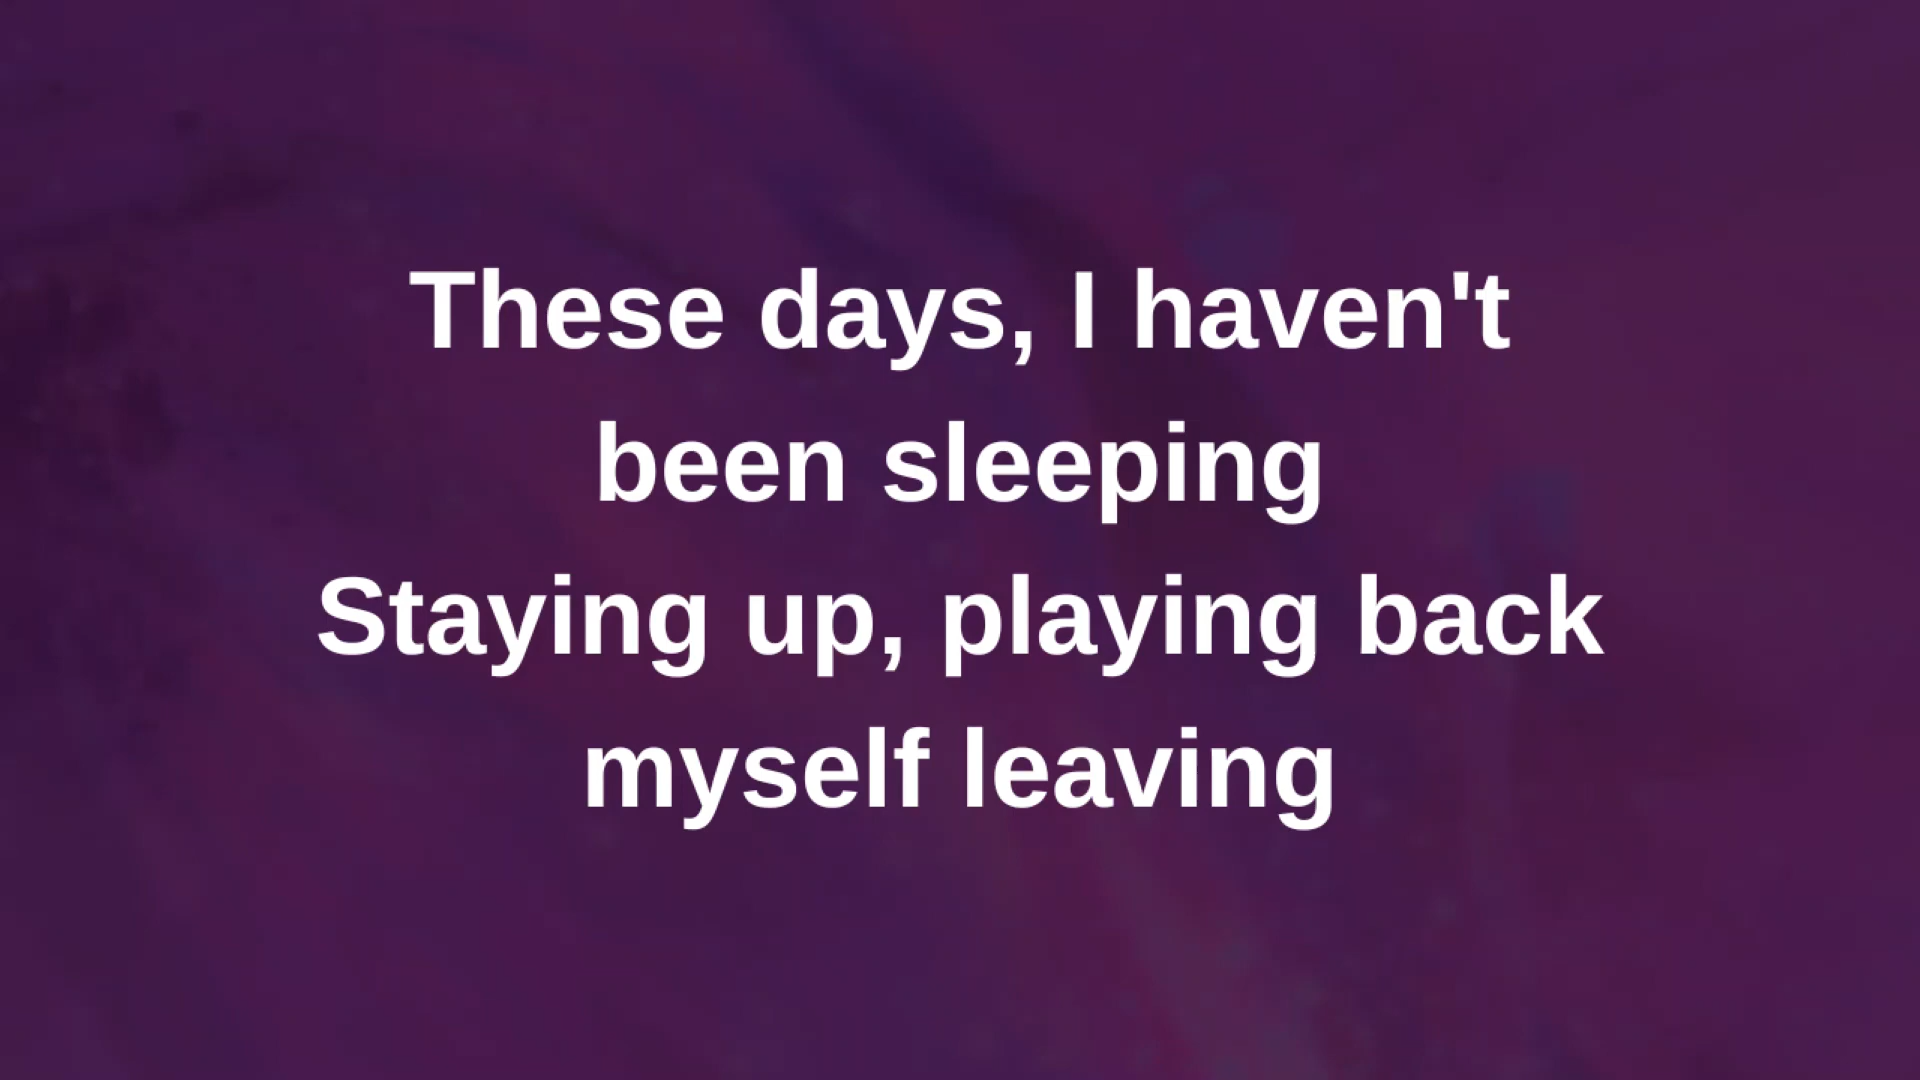 These days, I haven't
been sleeping
Staying up, playing back
myself leaving